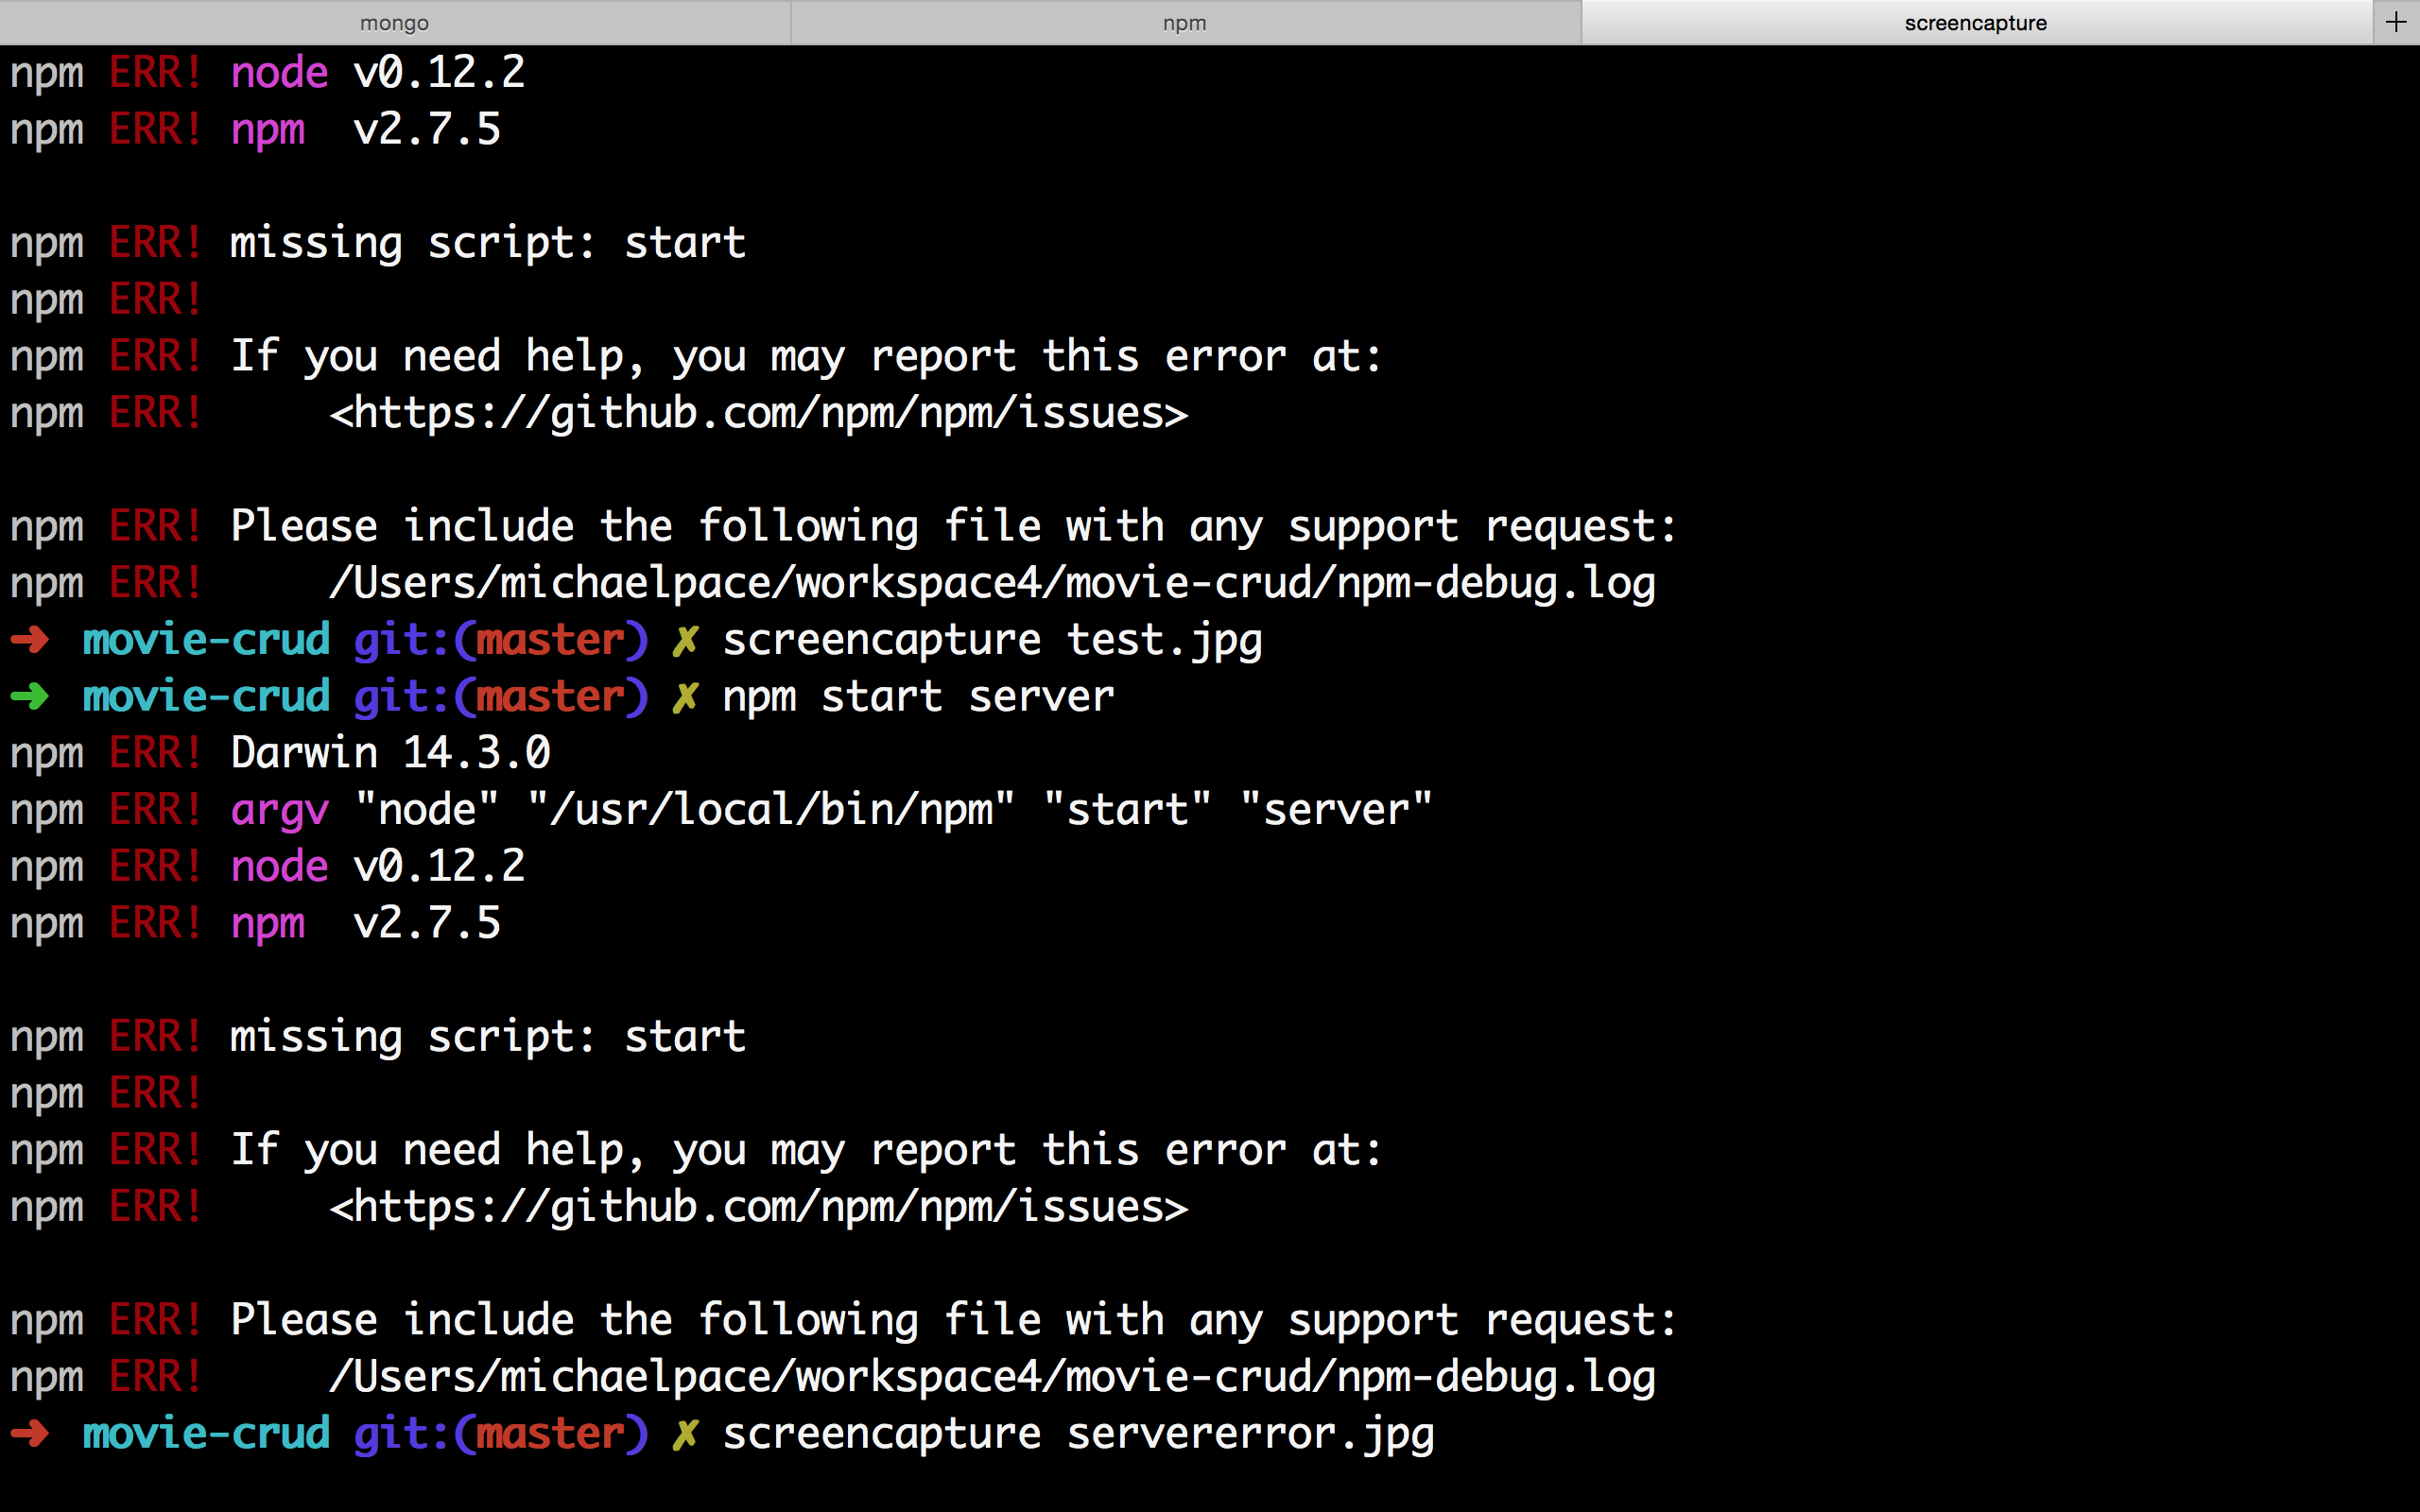 mongo npm screencapture +
npm ERR! node v0.12.2
npm ERR! npm  v2.7.5
npm ERR! missing script: start
npm ERR!
npm ERR! If you need help, you may report this error at:
npm ERR!     <https://github.com/npm/npm/issues>
npm ERR! Please include the following file with any support request:
npm ERR!     /Users/michaelpace/workspace4/movie-crud/npm-debug.log
➜  movie-crud git:(master) ✗ screencapture test.jpg
➜  movie-crud git:(master) ✗ npm start server
npm ERR! Darwin 14.3.0
npm ERR! argv "node" "/usr/local/bin/npm" "start" "server"
npm ERR! node v0.12.2
npm ERR! npm  v2.7.5
npm ERR! missing script: start
npm ERR!
npm ERR! If you need help, you may report this error at:
npm ERR!     <https://github.com/npm/npm/issues>
npm ERR! Please include the following file with any support request:
npm ERR!     /Users/michaelpace/workspace4/movie-crud/npm-debug.log
➜  movie-crud git:(master) ✗ screencapture servererror.jpg